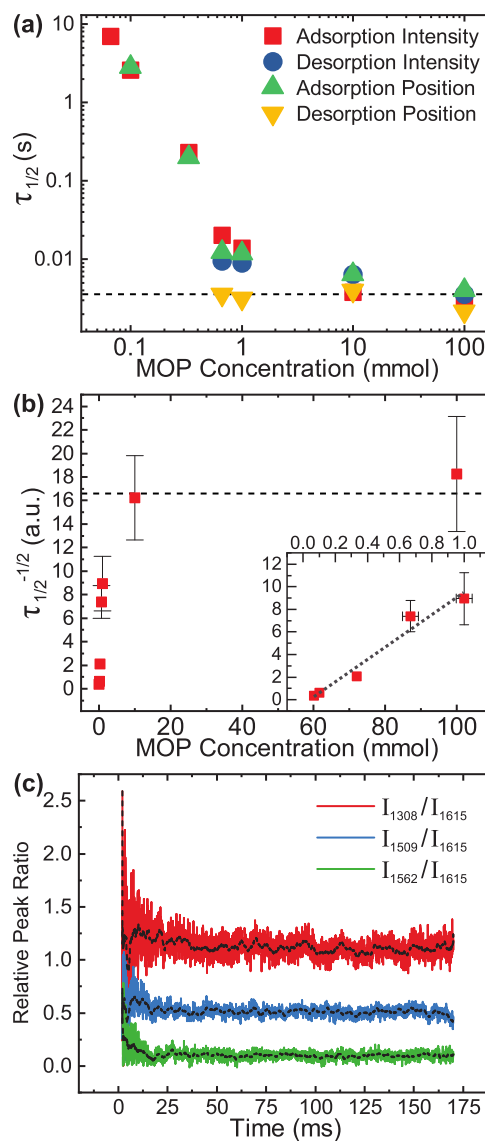 (a)
10
1
0.1
0.01
τ1/2 (s)
Adsorption Intensity
Desorption Intensity
Adsorption Position
Desorption Position
0.1 1 10 100
MOP Concentration (mmol)
(b)
24
22
20
18
16
14
12
10
8
6
4
2
0
τ1/2^-1/2 (a.u.)
0.0 0.2 0.4 0.6 0.8 1.0
10
8
6
4
2
0
60 80 100
0 20 40 60 80 100
MOP Concentration (mmol)
(c)
2.5
2.0
1.5
1.0
0.5
0.0
Relative Peak Ratio
I1308/I1615
I1509/I1615
I1562/I1615
0 25 50 75 100 125 150 175
Time (ms)